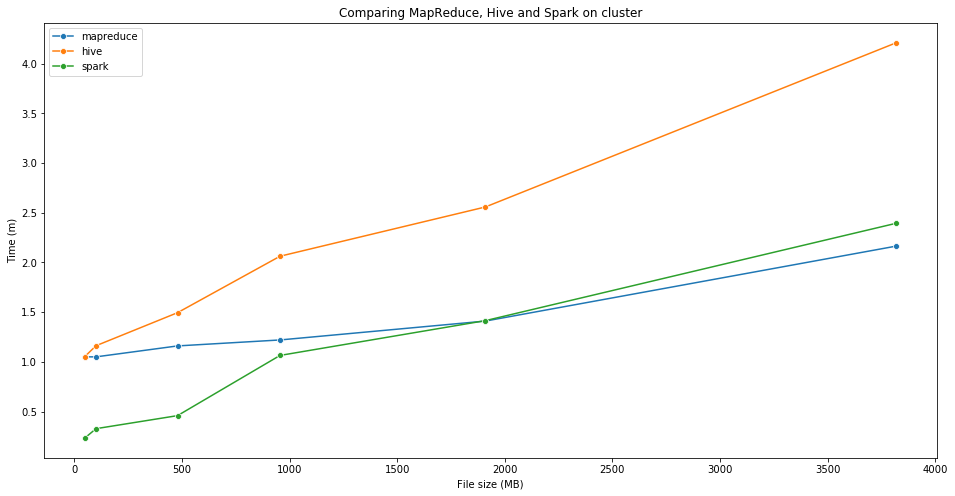 Comparing MapReduce, Hive and Spark on cluster
mapreduce
hive
spark
Time (m)
4.0
3.5
3.0
2.5
2.0
1.5
1.0
0.5
0 500 1000 1500 2000 2500 3000 3500 4000
File size (MB)